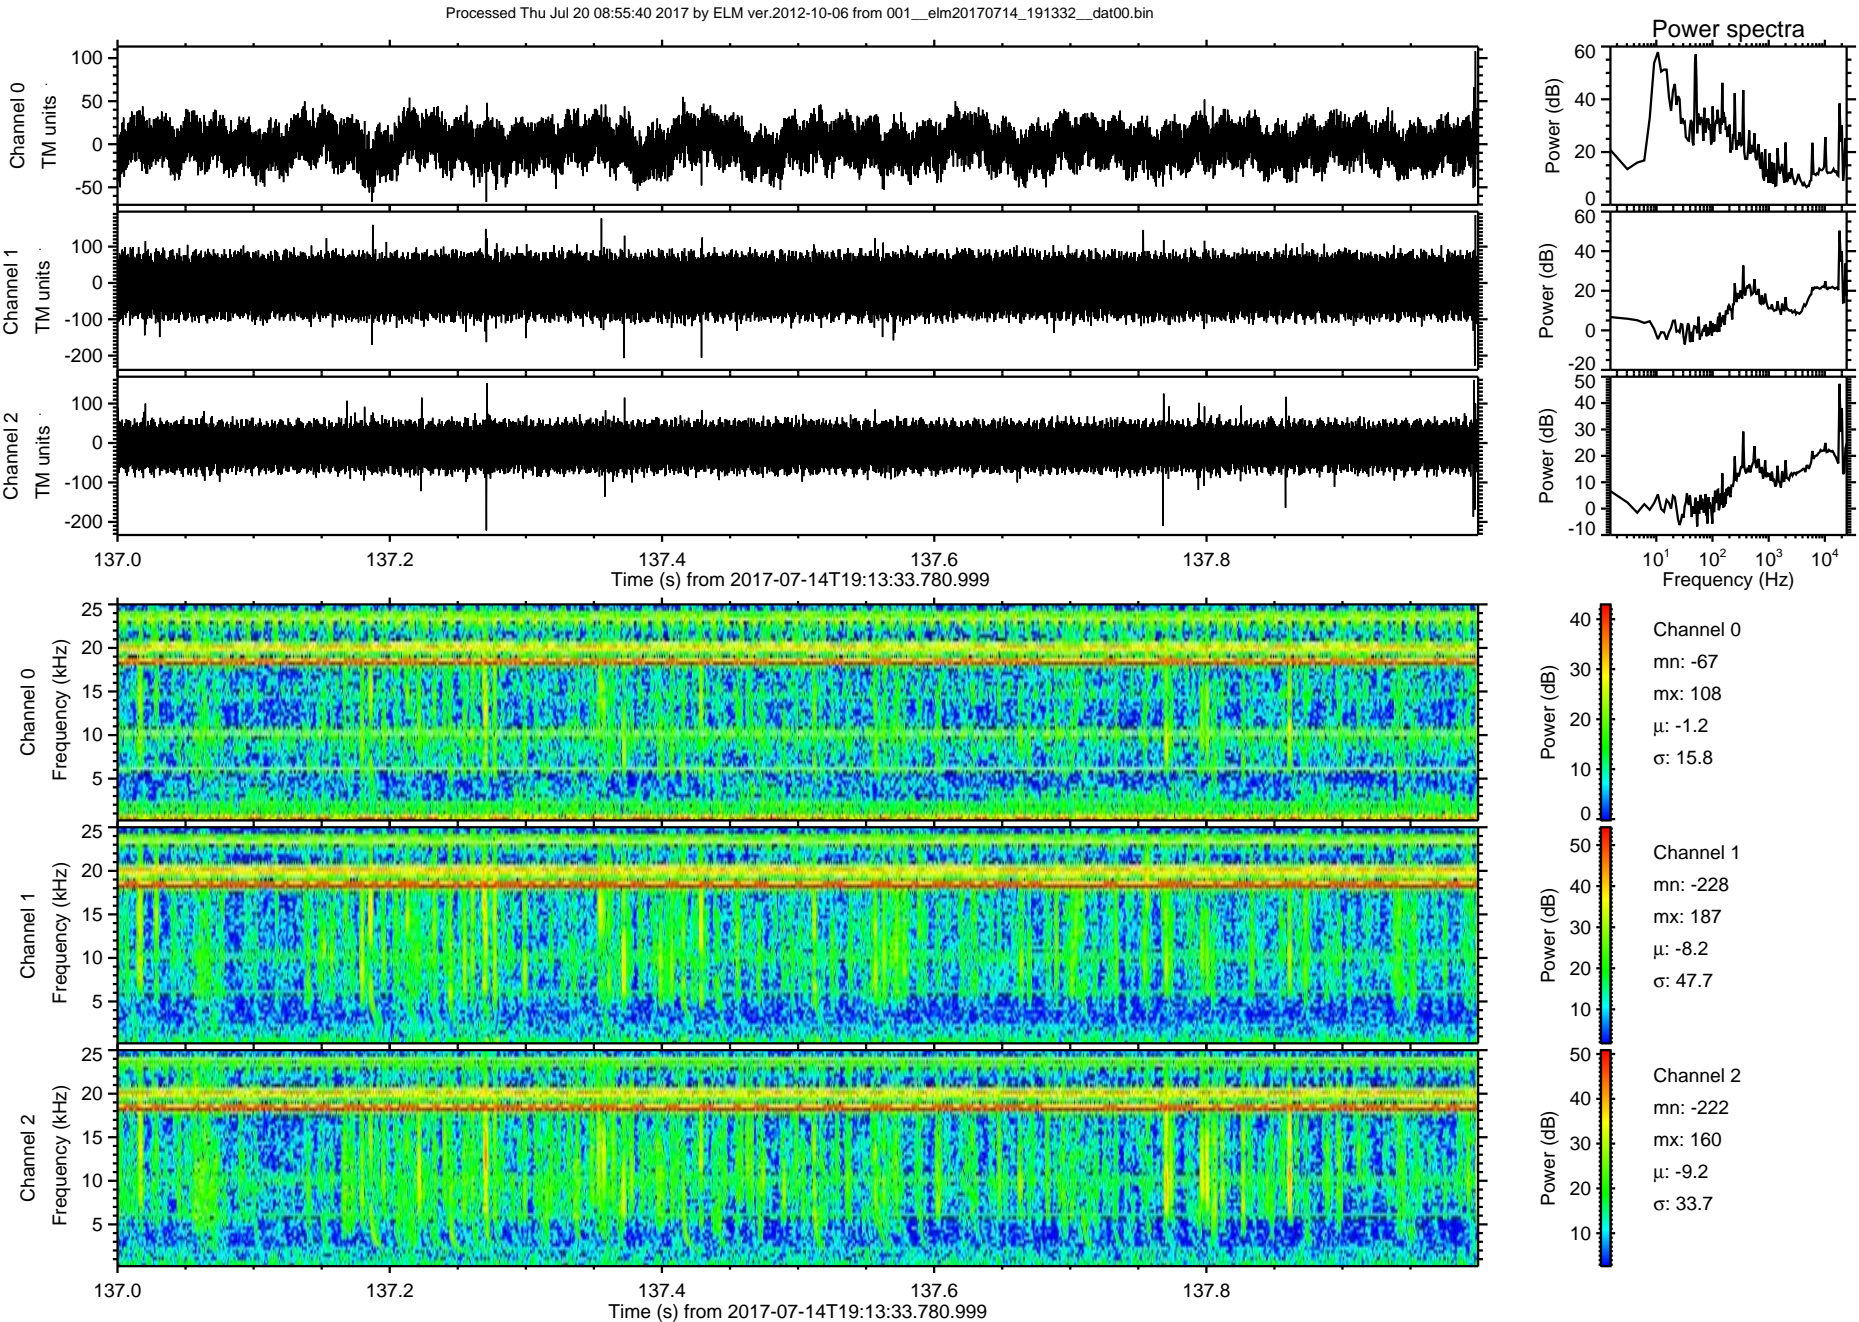 Processed Thu Jul 20 08:55:40 2017 by ELM ver.2012-10-06 from 001__elm20170714_191332__dat00.bin
Power spectra
Channel 0
TM units
100
50
0
-50
Power (dB)
60
40
20
0
Channel 1
TM units
100
0
-100
-200
Power (dB)
60
40
20
0
-20
Channel 2
TM units
100
0
-100
-200
Power (dB)
50
40
30
20
10
0
-10
137.0 137.2 137.4 137.6 137.8
Time (s) from 2017-07-14T19:13:33.780.999
10¹ 10² 10³ 10⁴
Frequency (Hz)
Channel 0
Frequency (kHz)
25
20
15
10
5
Power (dB)
40
30
20
10
0
Channel 0
mn: -67
mx: 108
μ: -1.2
σ: 15.8
Channel 1
Frequency (kHz)
25
20
15
10
5
Power (dB)
50
40
30
20
10
Channel 1
mn: -228
mx: 187
μ: -8.2
σ: 47.7
Channel 2
Frequency (kHz)
25
20
15
10
5
Power (dB)
50
40
30
20
10
Channel 2
mn: -222
mx: 160
μ: -9.2
σ: 33.7
137.0 137.2 137.4 137.6 137.8
Time (s) from 2017-07-14T19:13:33.780.999